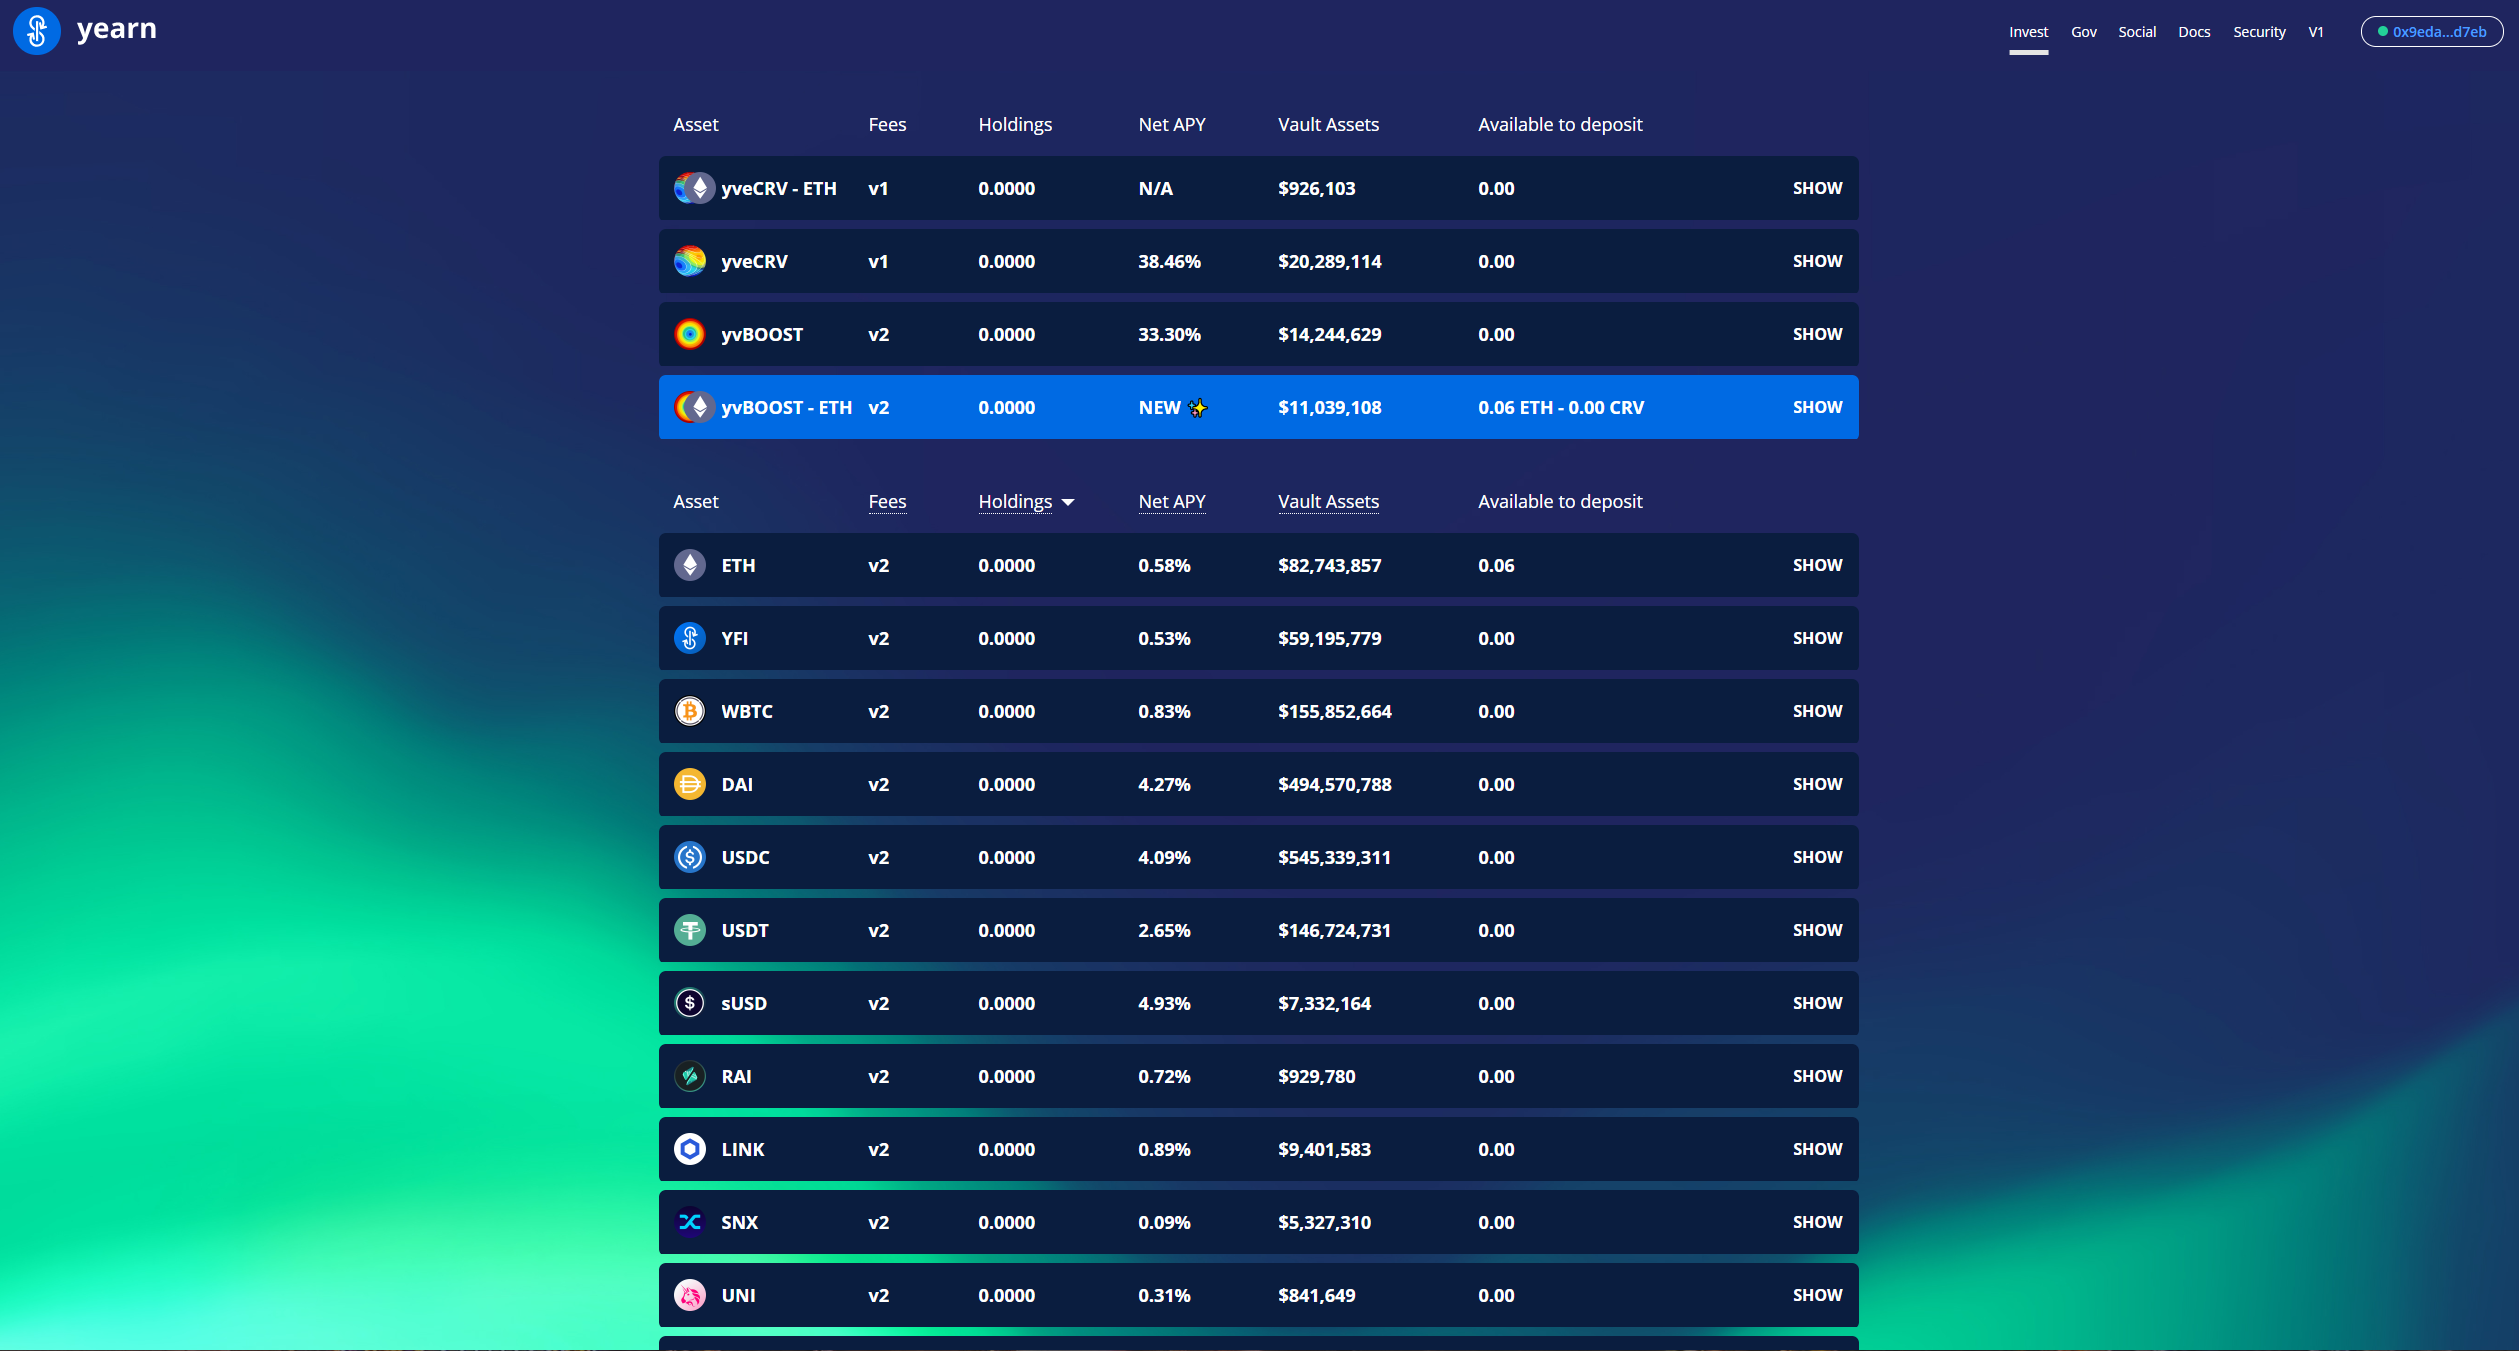 yearn
Invest Gov Social Docs Security V1 0x9eda...d7eb
Asset Fees Holdings Net APY Vault Assets Available to deposit
yveCRV - ETH v1 0.0000 N/A $926,103 0.00 SHOW
yveCRV v1 0.0000 38.46% $20,289,114 0.00 SHOW
yvBOOST v2 0.0000 33.30% $14,244,629 0.00 SHOW
yvBOOST - ETH v2 0.0000 NEW ✨ $11,039,108 0.06 ETH - 0.00 CRV SHOW
Asset Fees Holdings Net APY Vault Assets Available to deposit
ETH v2 0.0000 0.58% $82,743,857 0.06 SHOW
YFI v2 0.0000 0.53% $59,195,779 0.00 SHOW
WBTC v2 0.0000 0.83% $155,852,664 0.00 SHOW
DAI v2 0.0000 4.27% $494,570,788 0.00 SHOW
USDC v2 0.0000 4.09% $545,339,311 0.00 SHOW
USDT v2 0.0000 2.65% $146,724,731 0.00 SHOW
sUSD v2 0.0000 4.93% $7,332,164 0.00 SHOW
RAI v2 0.0000 0.72% $929,780 0.00 SHOW
LINK v2 0.0000 0.89% $9,401,583 0.00 SHOW
SNX v2 0.0000 0.09% $5,327,310 0.00 SHOW
UNI v2 0.0000 0.31% $841,649 0.00 SHOW